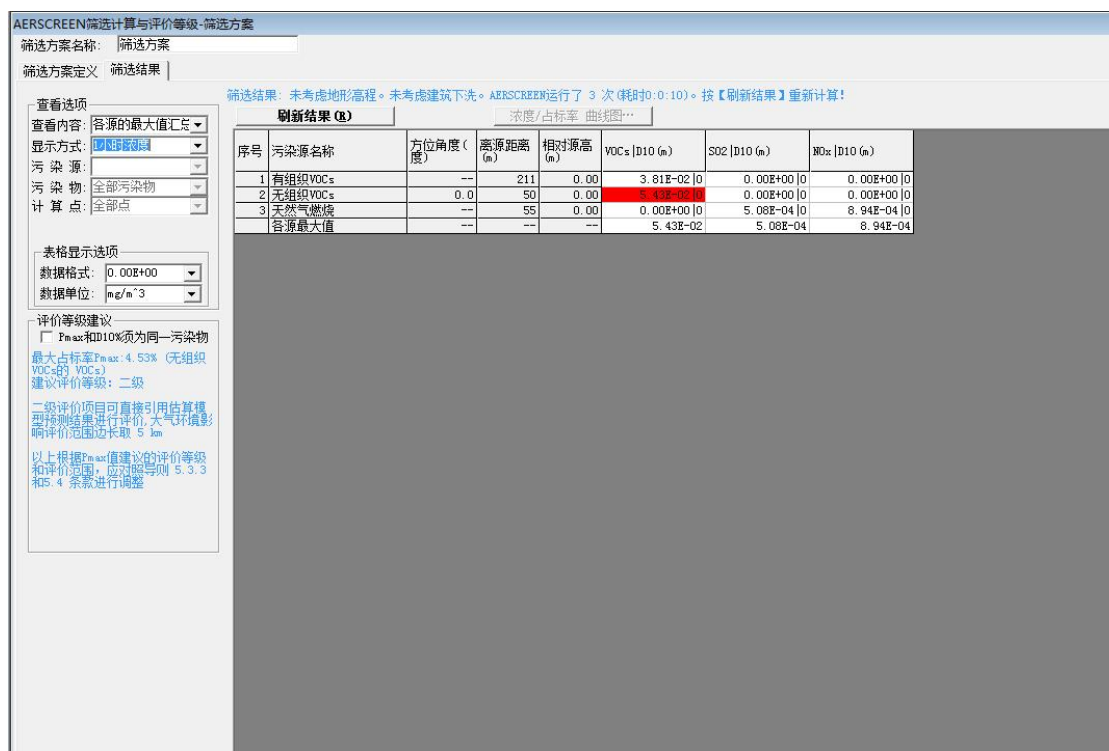 AERSCREEN筛选计算与评价等级-筛选方案
筛选方案名称: 筛选方案
筛选方案定义 筛选结果
筛选结果: 未考虑地形高程。未考虑建筑下洗。AERSCREEN运行了 3 次(耗时0:0:10)。按【刷新结果】重新计算!
查看选项
查看内容: 各源的最大值汇总
显示方式: 1小时浓度
污 染 源:
污 染 物: 全部污染物
计 算 点: 全部点
表格显示选项
数据格式: 0.00E+00
数据单位: mg/m^3
评价等级建议
Pmax和D10%须为同一污染物
最大占标率Pmax:4.53% (无组织
VOCs的 VOCs)
建议评价等级: 二级
二级评价项目可直接引用估算模
型预测结果进行评价,大气环境影
响评价范围边长取 5 km
以上根据Pmax值建议的评价等级
和评价范围，应对照导则 5.3.3
和5.4 条款进行调整
刷新结果(R) 浓度/占标率 曲线图…
序号 污染源名称 方位角度(度) 离源距离(m) 相对源高(m) VOCs|D10(m) SO2|D10(m) NOx|D10(m)
1 有组织VOCs -- 211 0.00 3.81E-02|0 0.00E+00|0 0.00E+00|0
2 无组织VOCs 0.0 50 0.00 5.43E-02|0 0.00E+00|0 0.00E+00|0
3 天然气燃烧 -- 55 0.00 0.00E+00|0 5.08E-04|0 8.94E-04|0
各源最大值 -- -- -- 5.43E-02 5.08E-04 8.94E-04